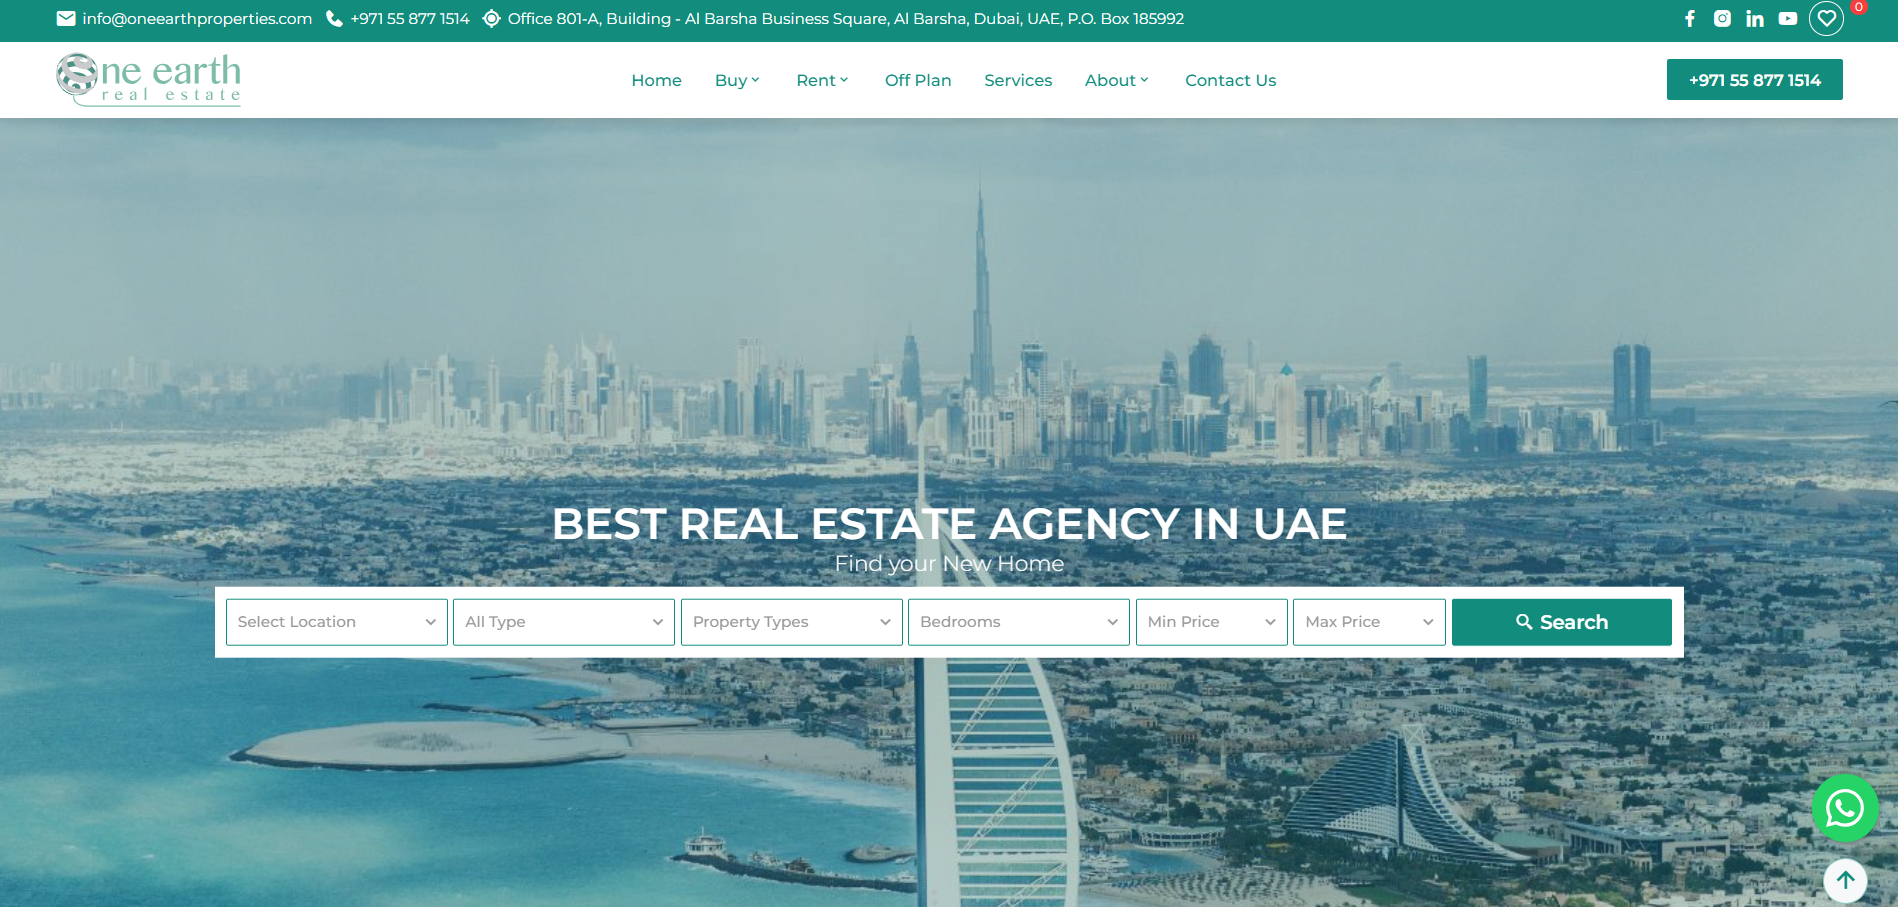 info@oneearthproperties.com +971 55 877 1514 Office 801-A, Building - Al Barsha Business Square, Al Barsha, Dubai, UAE, P.O. Box 185992
0
One earth
real estate
Home Buy Rent Off Plan Services About Contact Us
+971 55 877 1514
BEST REAL ESTATE AGENCY IN UAE
Find your New Home
Select Location All Type Property Types Bedrooms Min Price Max Price Search